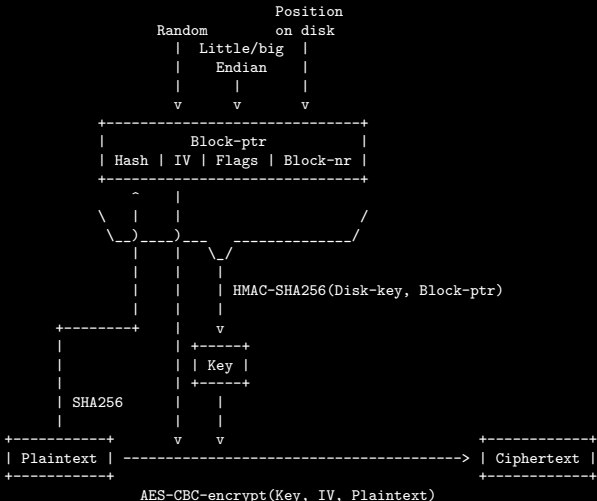 Position
Random on disk
Little/big
Endian
Block-ptr
Hash | IV | Flags | Block-nr
HMAC-SHA256(Disk-key, Block-ptr)
Key
SHA256
Plaintext Ciphertext
AES-CBC-encrypt(Key, IV, Plaintext)